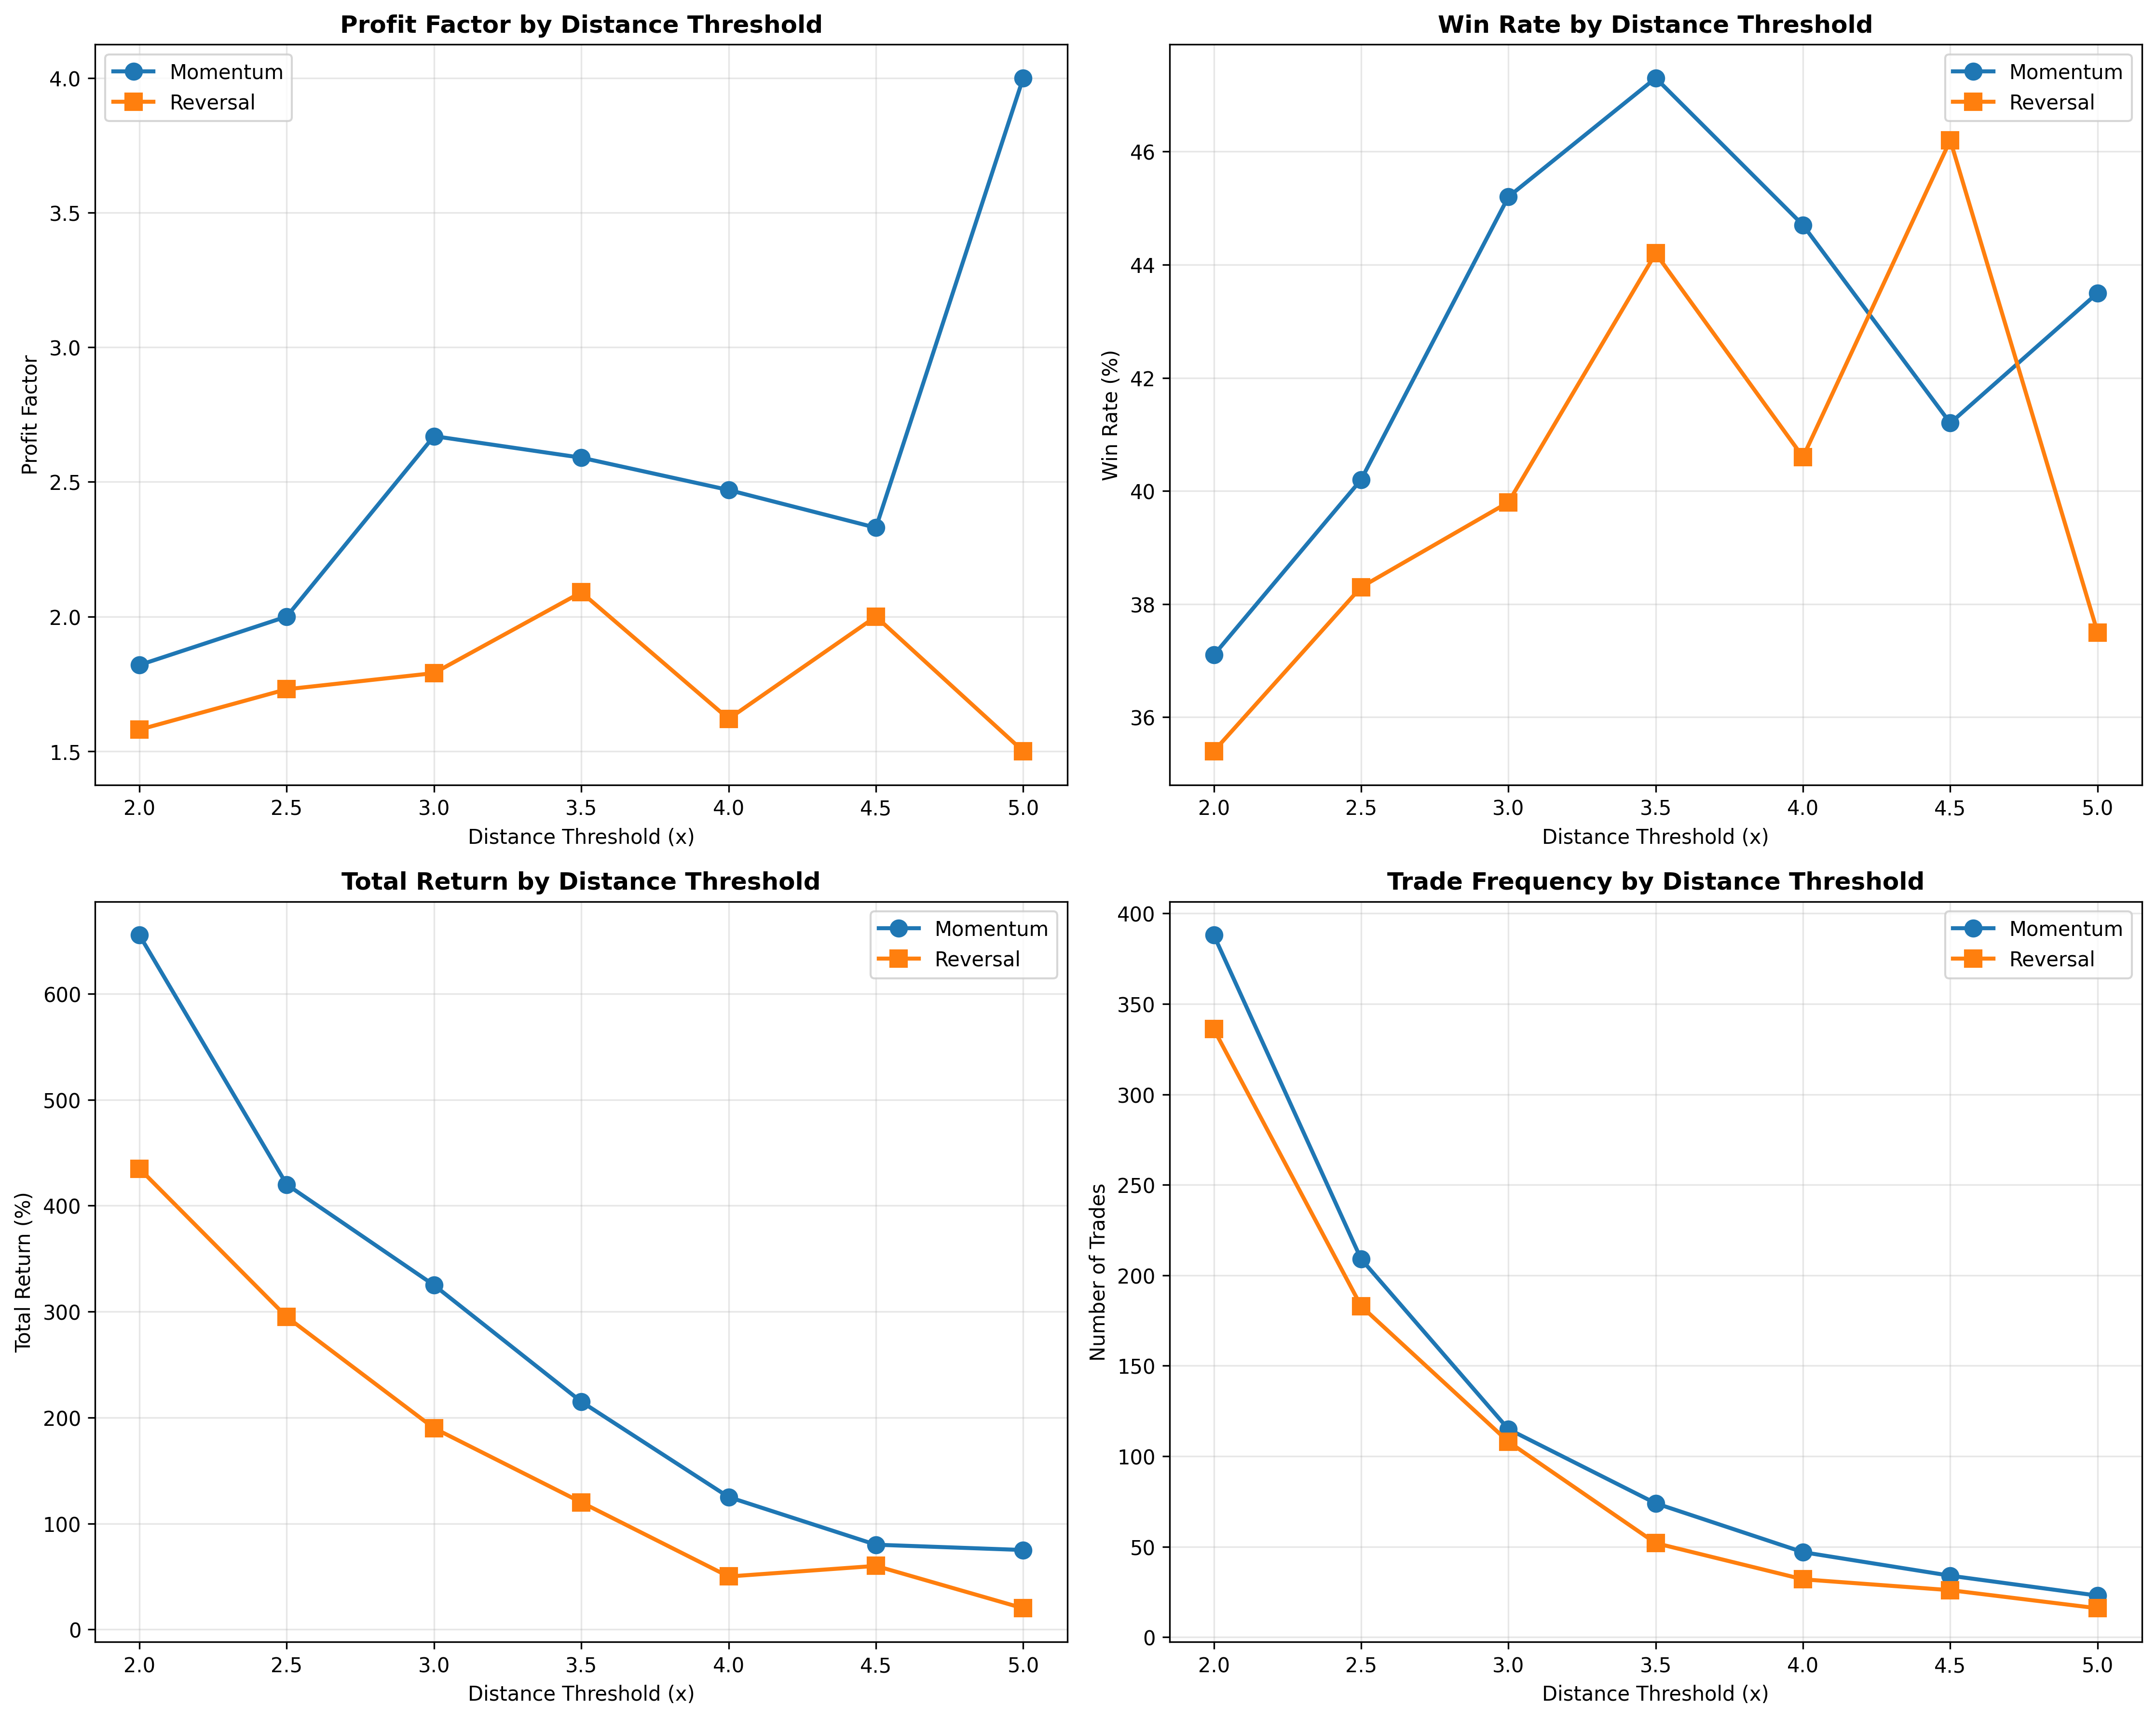 Profit Factor by Distance Threshold
Momentum
Reversal
4.0
3.5
3.0
2.5
2.0
1.5
Profit Factor
2.0 2.5 3.0 3.5 4.0 4.5 5.0
Distance Threshold (x)
Win Rate by Distance Threshold
Momentum
Reversal
46
44
42
40
38
36
Win Rate (%)
2.0 2.5 3.0 3.5 4.0 4.5 5.0
Distance Threshold (x)
Total Return by Distance Threshold
Momentum
Reversal
600
500
400
300
200
100
0
Total Return (%)
2.0 2.5 3.0 3.5 4.0 4.5 5.0
Distance Threshold (x)
Trade Frequency by Distance Threshold
Momentum
Reversal
400
350
300
250
200
150
100
50
0
Number of Trades
2.0 2.5 3.0 3.5 4.0 4.5 5.0
Distance Threshold (x)